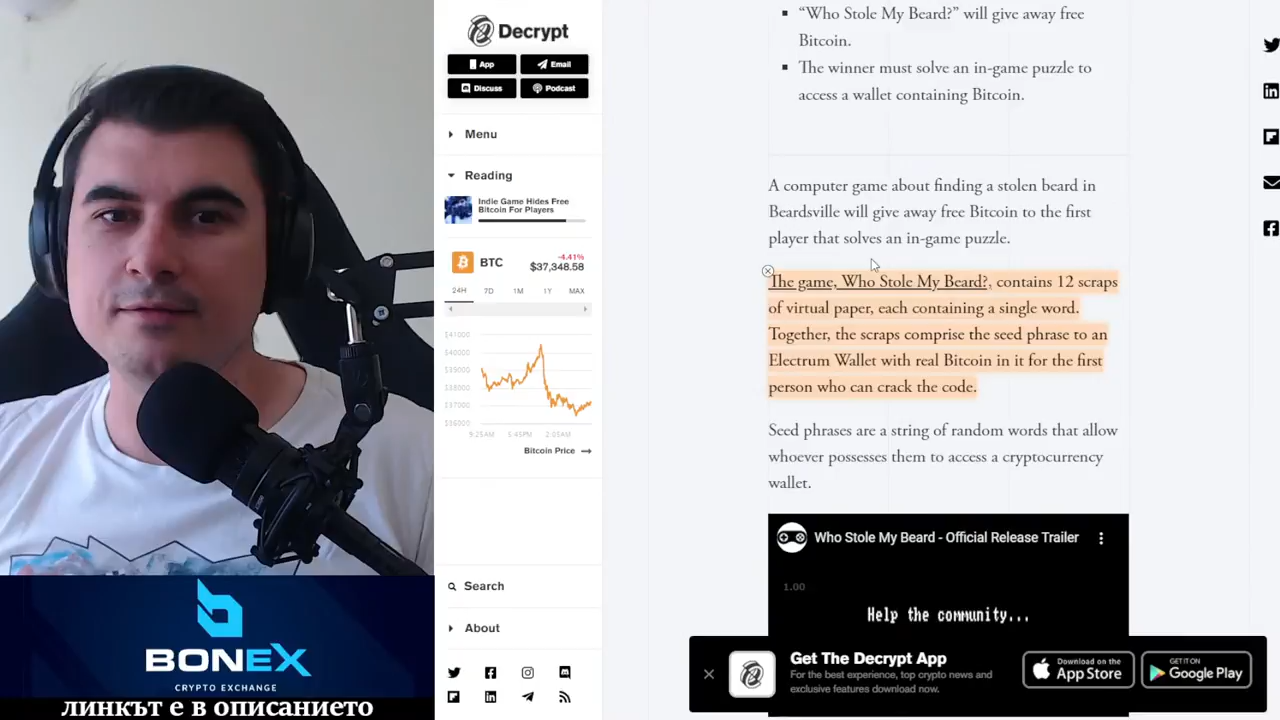 Decrypt
App
Email
Discuss
Podcast
Menu
Reading
Indie Game Hides Free
Bitcoin For Players
BTC
-4.41%
$37,348.58
24H 7D 1M 1Y MAX
$41000
$40000
$39000
$38000
$37000
$36000
9:25AM 5:45PM 2:05AM
Bitcoin Price
Search
About
“Who Stole My Beard?” will give away free
Bitcoin.
The winner must solve an in-game puzzle to
access a wallet containing Bitcoin.
A computer game about finding a stolen beard in
Beardsville will give away free Bitcoin to the first
player that solves an in-game puzzle.
The game, Who Stole My Beard?, contains 12 scraps
of virtual paper, each containing a single word.
Together, the scraps comprise the seed phrase to an
Electrum Wallet with real Bitcoin in it for the first
person who can crack the code.
Seed phrases are a string of random words that allow
whoever possesses them to access a cryptocurrency
wallet.
Who Stole My Beard - Official Release Trailer
1.00
Help the community...
Get The Decrypt App
For the best experience, top crypto news and
exclusive features download now.
Download on the
App Store
GET IT ON
Google Play
BONEX
CRYPTO EXCHANGE
линкът е в описанието